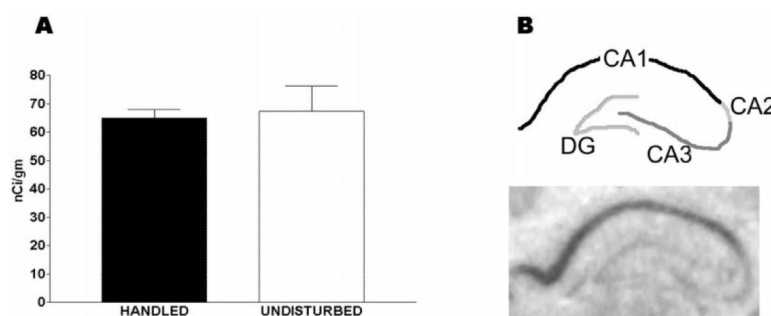 A
80
70
60
50
40
30
20
10
0
nCi/gm
HANDLED
UNDISTURBED
B
CA1
CA2
DG
CA3